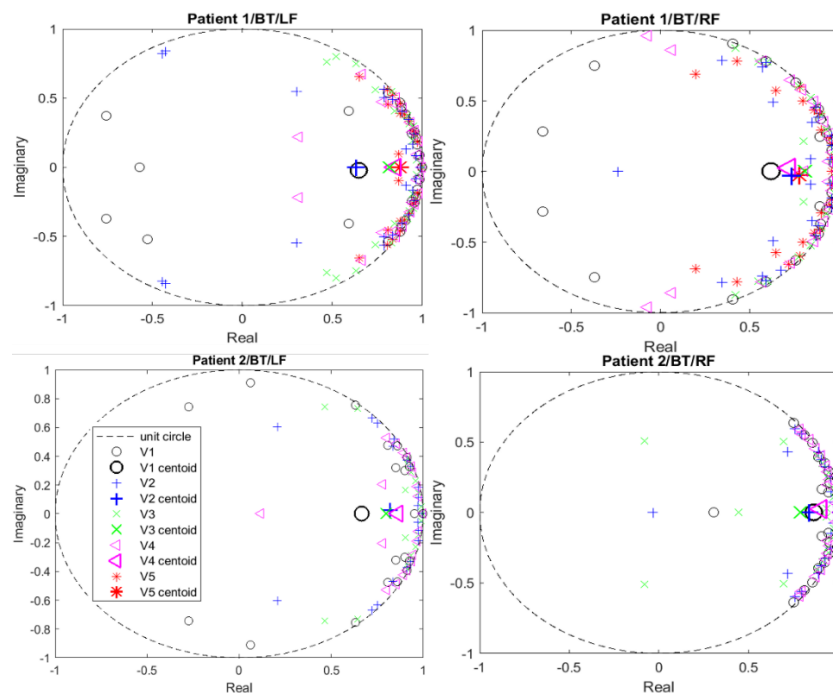 Patient 1/BT/LF
Imaginary
1
0.5
0
-0.5
-1
-1
-0.5
0
0.5
1
Real
Patient 1/BT/RF
Imaginary
1
0.5
0
-0.5
-1
-1
-0.5
0
0.5
Real
Patient 2/BT/LF
Imaginary
1
0.8
0.6
0.4
0.2
0
-0.2
-0.4
-0.6
-0.8
-1
unit circle
V1
V1 centoid
V2
V2 centoid
V3
V3 centoid
V4
V4 centoid
V5
V5 centoid
-1
-0.5
0
0.5
1
Real
Patient 2/BT/RF
Imaginary
1
0.5
0
-0.5
-1
-1
-0.5
0
0.5
Real